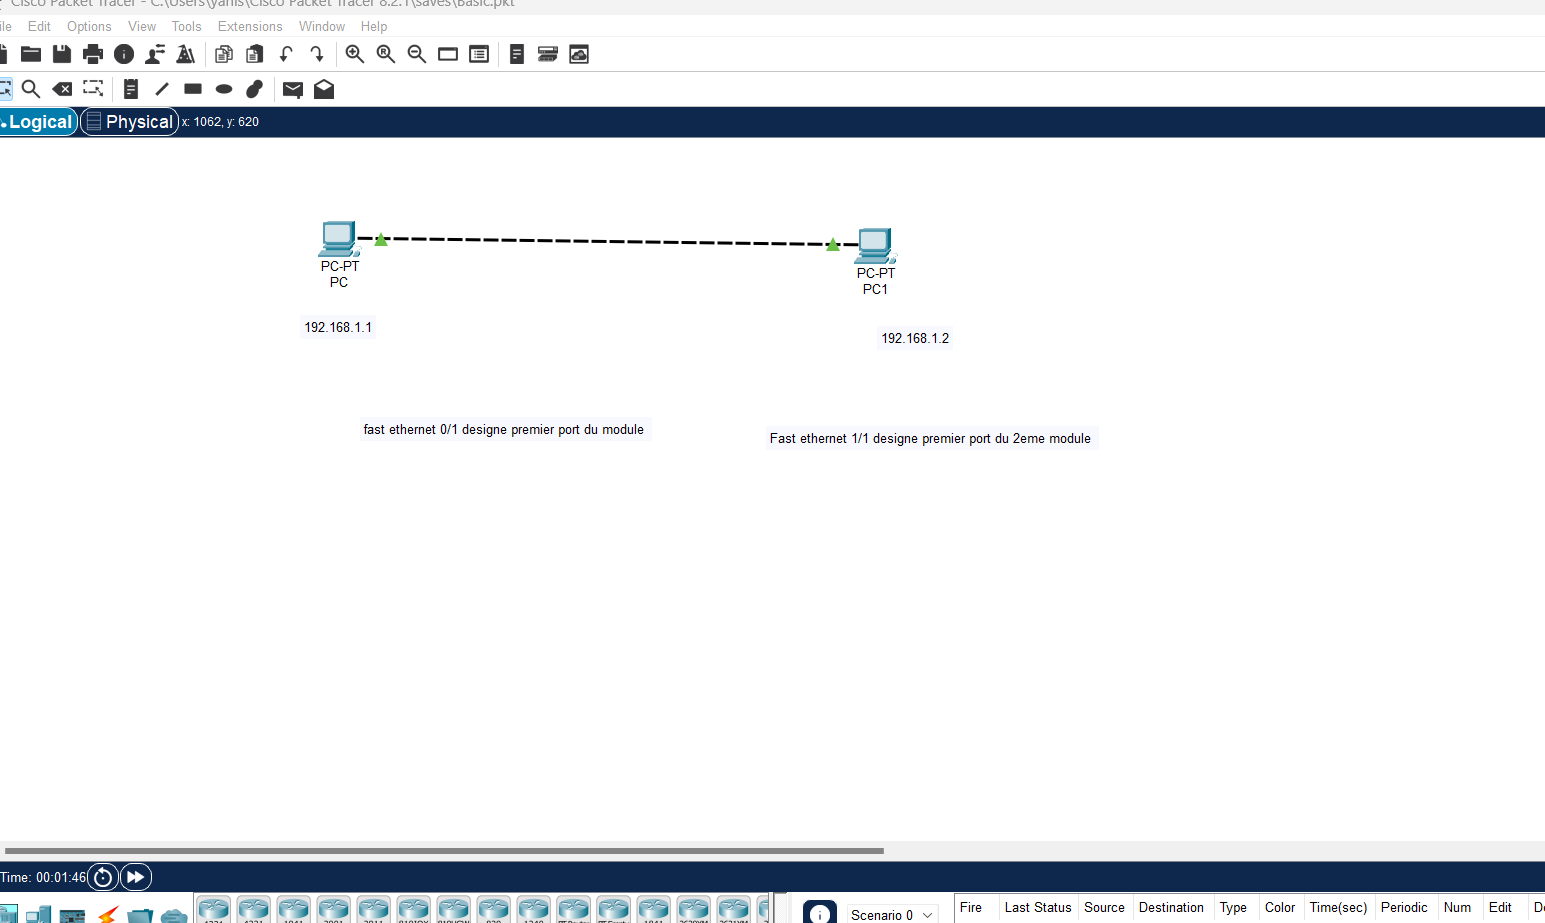 Cisco Packet Tracer - C:\Users\yanis\Cisco Packet Tracer 8.2.1\saves\Basic.pkt
ile Edit Options View Tools Extensions Window Help
Logical Physical x: 1062, y: 620
PC-PT
PC
PC-PT
PC1
192.168.1.1
192.168.1.2
fast ethernet 0/1 designe premier port du module
Fast ethernet 1/1 designe premier port du 2eme module
Time: 00:01:46
Scenario 0
Fire Last Status Source Destination Type Color Time(sec) Periodic Num Edit